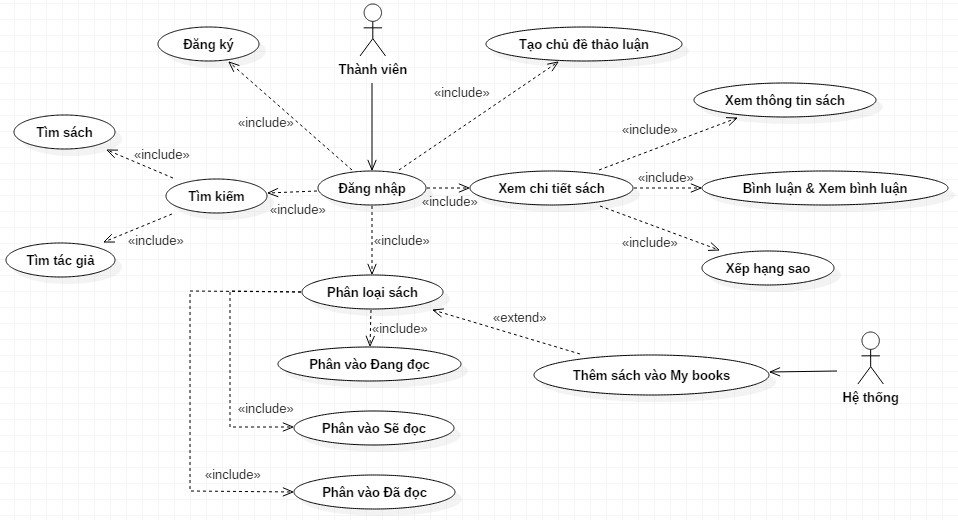 Đăng ký
Thành viên
Tạo chủ đề thảo luận
«include»
«include»
Tìm sách
«include»
Xem thông tin sách
«include»
Tìm kiếm
«include»
Đăng nhập
«include»
Xem chi tiết sách
«include»
Bình luận & Xem bình luận
Tìm tác giả
«include»
«include»
«include»
Xếp hạng sao
Phân loại sách
«include»
«extend»
Phân vào Đang đọc
Thêm sách vào My books
Hệ thống
«include»
Phân vào Sẽ đọc
«include»
Phân vào Đã đọc